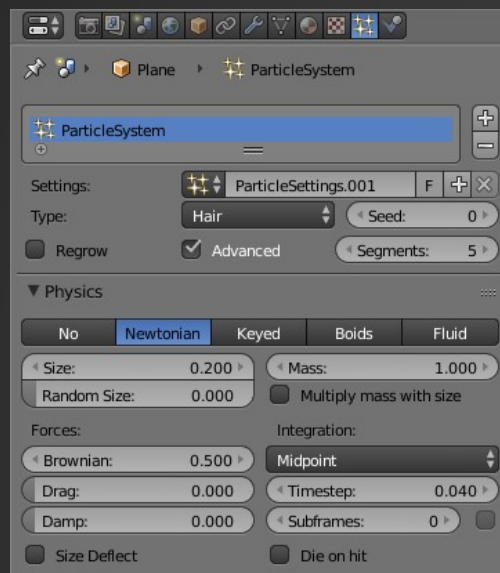 Plane ParticleSystem
ParticleSystem
Settings: ParticleSettings.001 F
Type: Hair Seed: 0
Regrow Advanced Segments: 5
Physics
No Newtonian Keyed Boids Fluid
Size: 0.200 Mass: 1.000
Random Size: 0.000 Multiply mass with size
Forces: Integration:
Brownian: 0.500 Midpoint
Drag: 0.000 Timestep: 0.040
Damp: 0.000 Subframes: 0
Size Deflect Die on hit